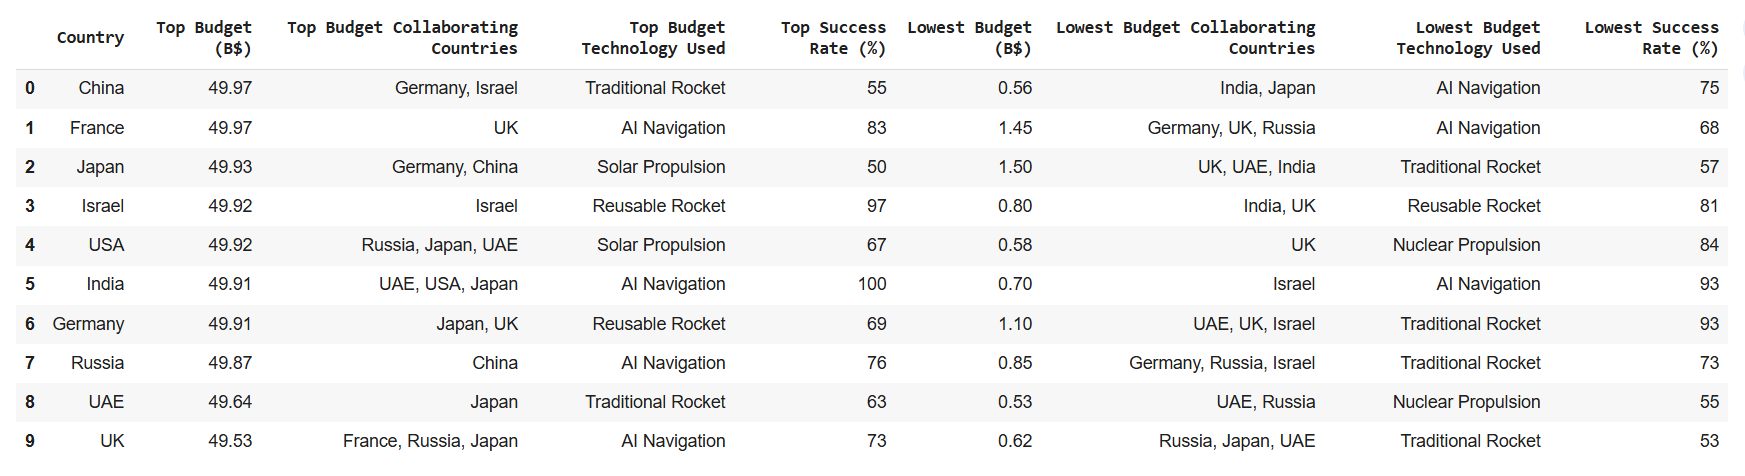 Country Top Budget (B$) Top Budget Collaborating Countries Top Budget Technology Used Top Success Rate (%) Lowest Budget (B$) Lowest Budget Collaborating Countries Lowest Budget Technology Used Lowest Success Rate (%)
0 China 49.97 Germany, Israel Traditional Rocket 55 0.56 India, Japan AI Navigation 75
1 France 49.97 UK AI Navigation 83 1.45 Germany, UK, Russia AI Navigation 68
2 Japan 49.93 Germany, China Solar Propulsion 50 1.50 UK, UAE, India Traditional Rocket 57
3 Israel 49.92 Israel Reusable Rocket 97 0.80 India, UK Reusable Rocket 81
4 USA 49.92 Russia, Japan, UAE Solar Propulsion 67 0.58 UK Nuclear Propulsion 84
5 India 49.91 UAE, USA, Japan AI Navigation 100 0.70 Israel AI Navigation 93
6 Germany 49.91 Japan, UK Reusable Rocket 69 1.10 UAE, UK, Israel Traditional Rocket 93
7 Russia 49.87 China AI Navigation 76 0.85 Germany, Russia, Israel Traditional Rocket 73
8 UAE 49.64 Japan Traditional Rocket 63 0.53 UAE, Russia Nuclear Propulsion 55
9 UK 49.53 France, Russia, Japan AI Navigation 73 0.62 Russia, Japan, UAE Traditional Rocket 53